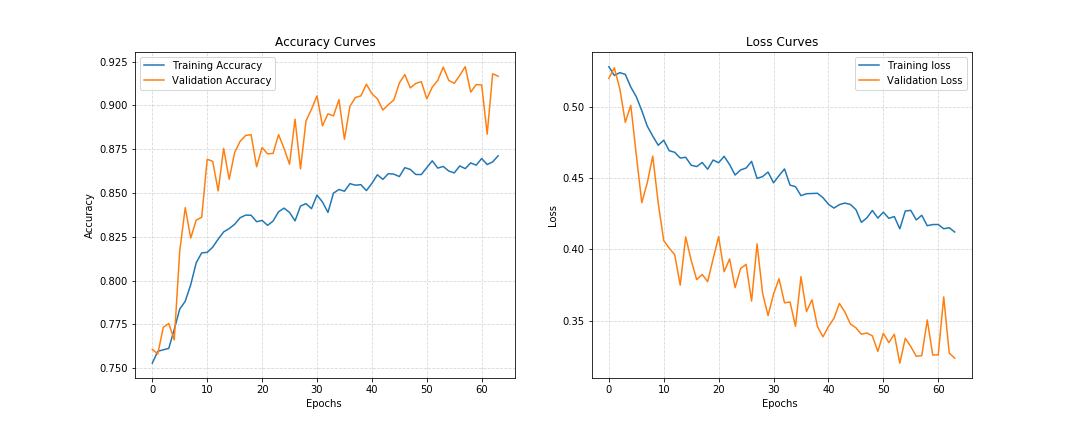 Accuracy Curves
Training Accuracy
Validation Accuracy
0.925
0.900
0.875
0.850
0.825
0.800
0.775
0.750
Accuracy
0 10 20 30 40 50 60
Epochs
Loss Curves
Training loss
Validation Loss
0.50
0.45
0.40
0.35
Loss
0 10 20 30 40 50 60
Epochs